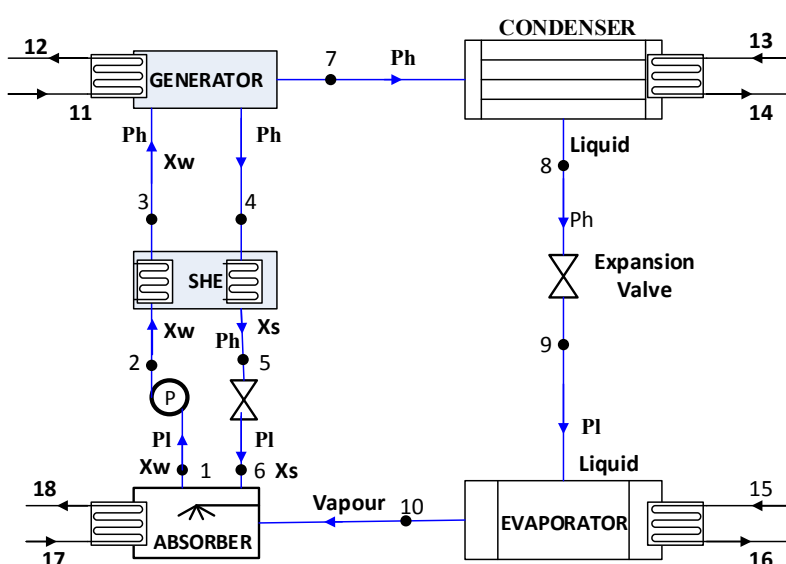 CONDENSER
12
7
Ph
13
GENERATOR
11
14
Ph
Ph
Xw
Liquid
8
3
4
Ph
SHE
Expansion
Valve
Xw
Xs
Ph
2
5
9
P
Pl
Pl
Pl
Xw
1
6
Xs
Liquid
18
Vapour
10
15
ABSORBER
EVAPORATOR
17
16